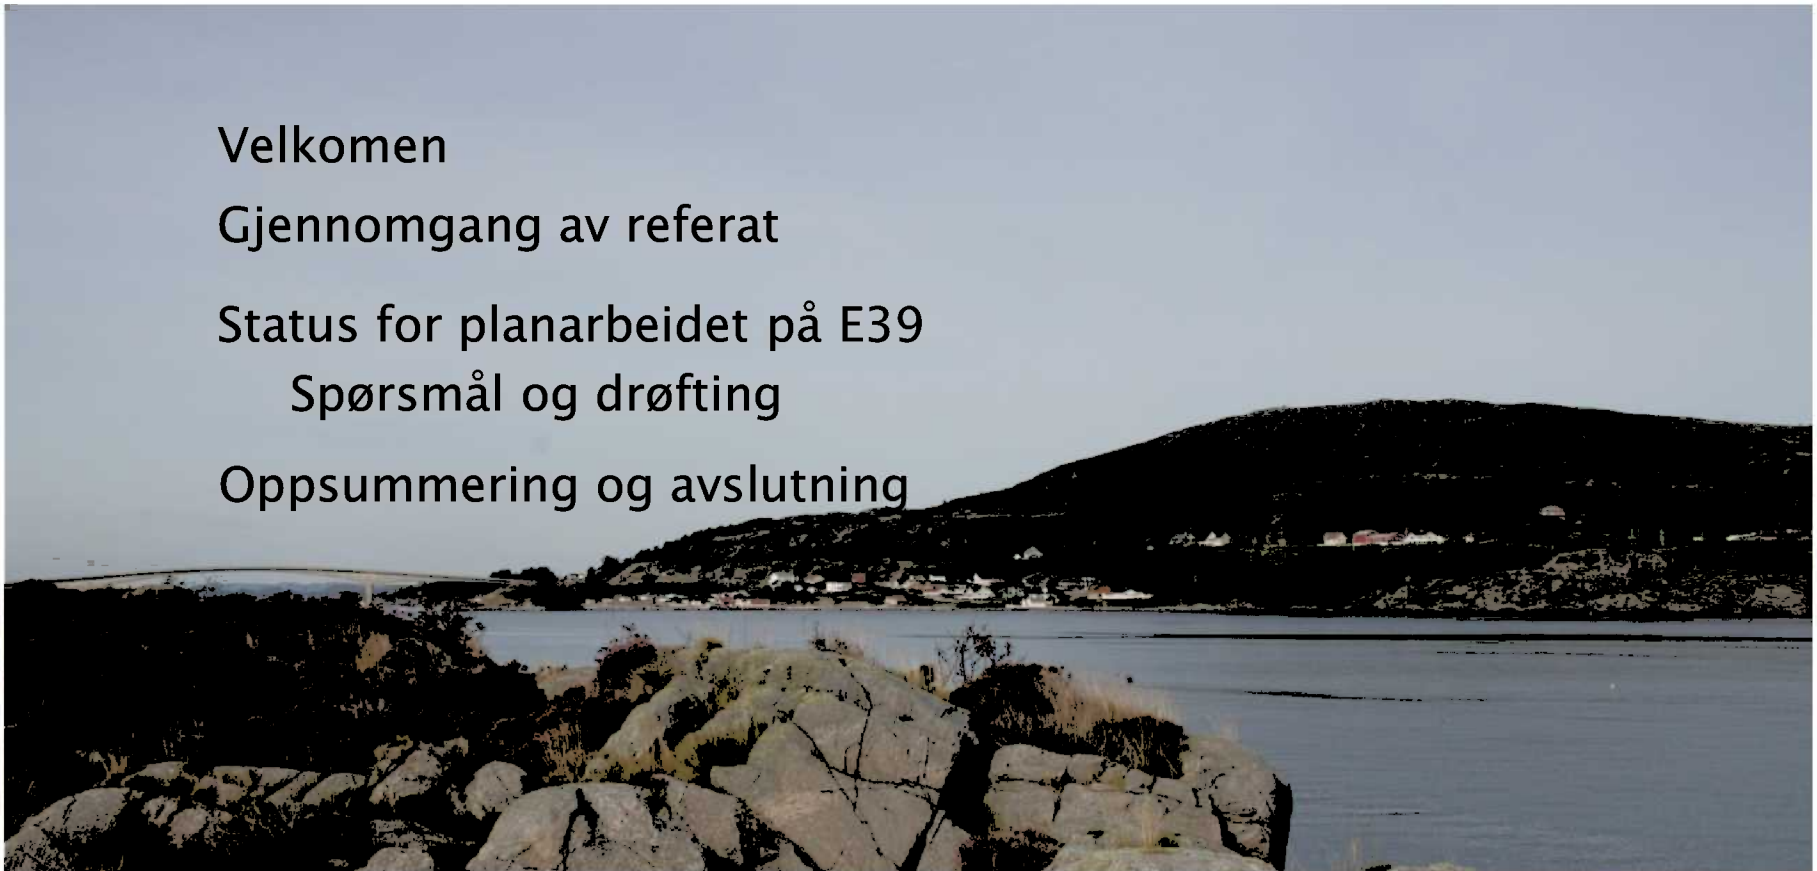 Velkomen
Gjennomgang av referat
Status for planarbeidet på E39
Spørsmål og drøfting
Oppsummering og avslutning